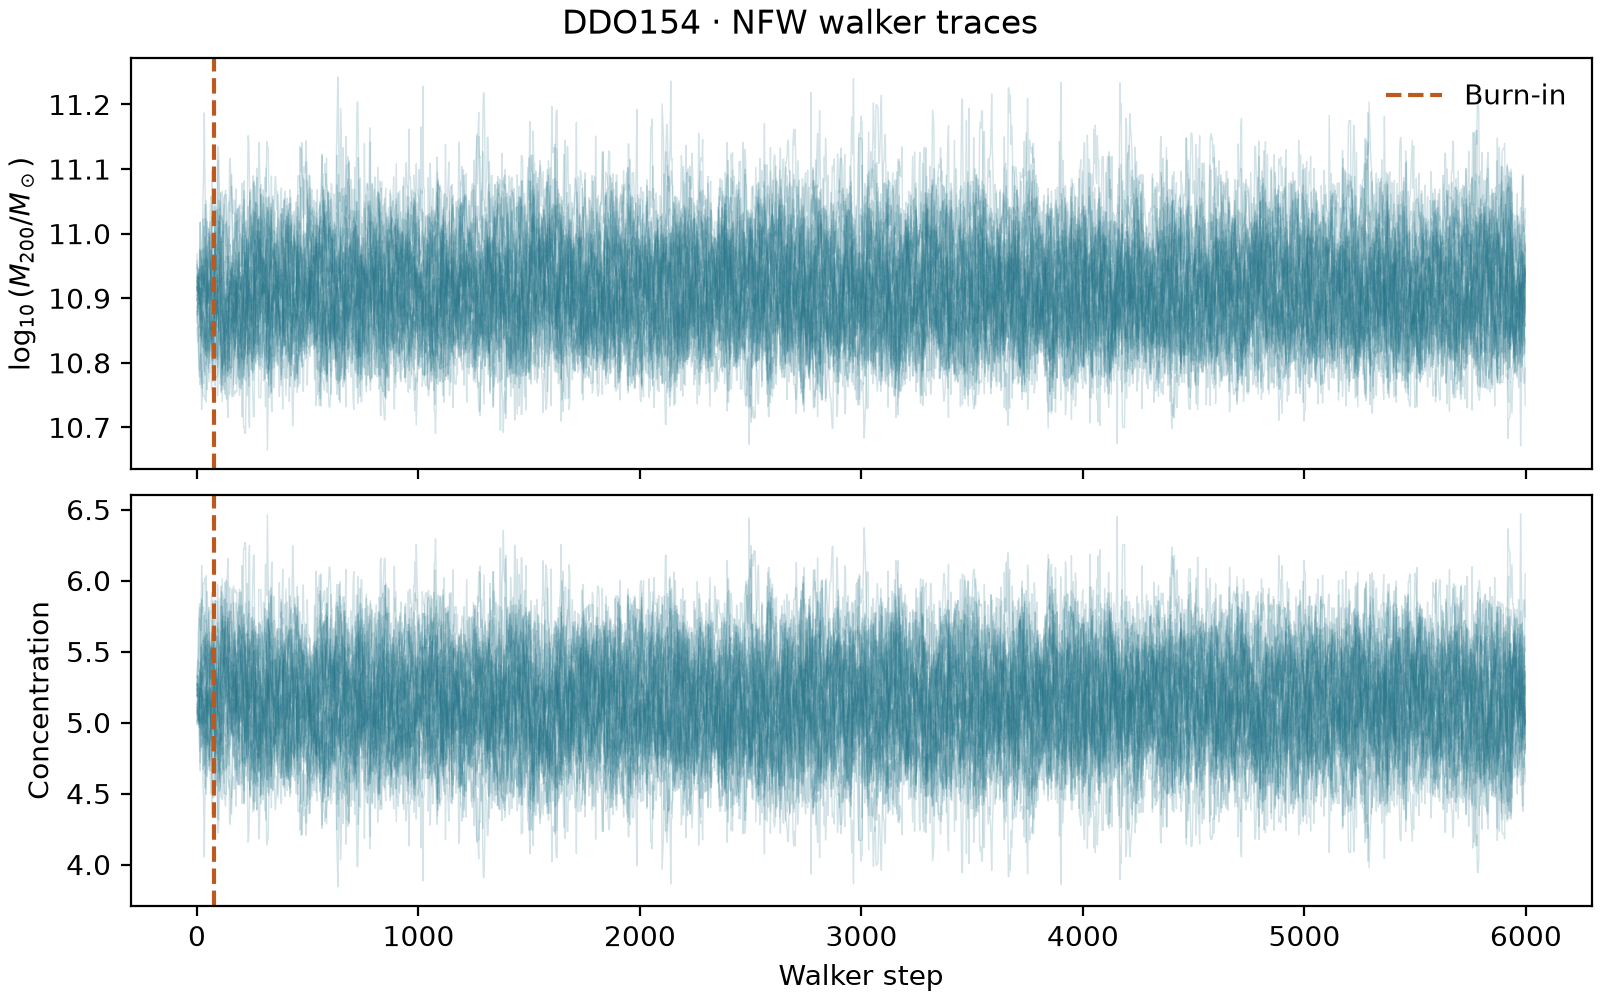 DDO154 · NFW walker traces
log₁₀ (M₂₀₀/M⊙)
11.2
11.1
11.0
10.9
10.8
10.7
Burn-in
Concentration
6.5
6.0
5.5
5.0
4.5
4.0
0 1000 2000 3000 4000 5000 6000
Walker step